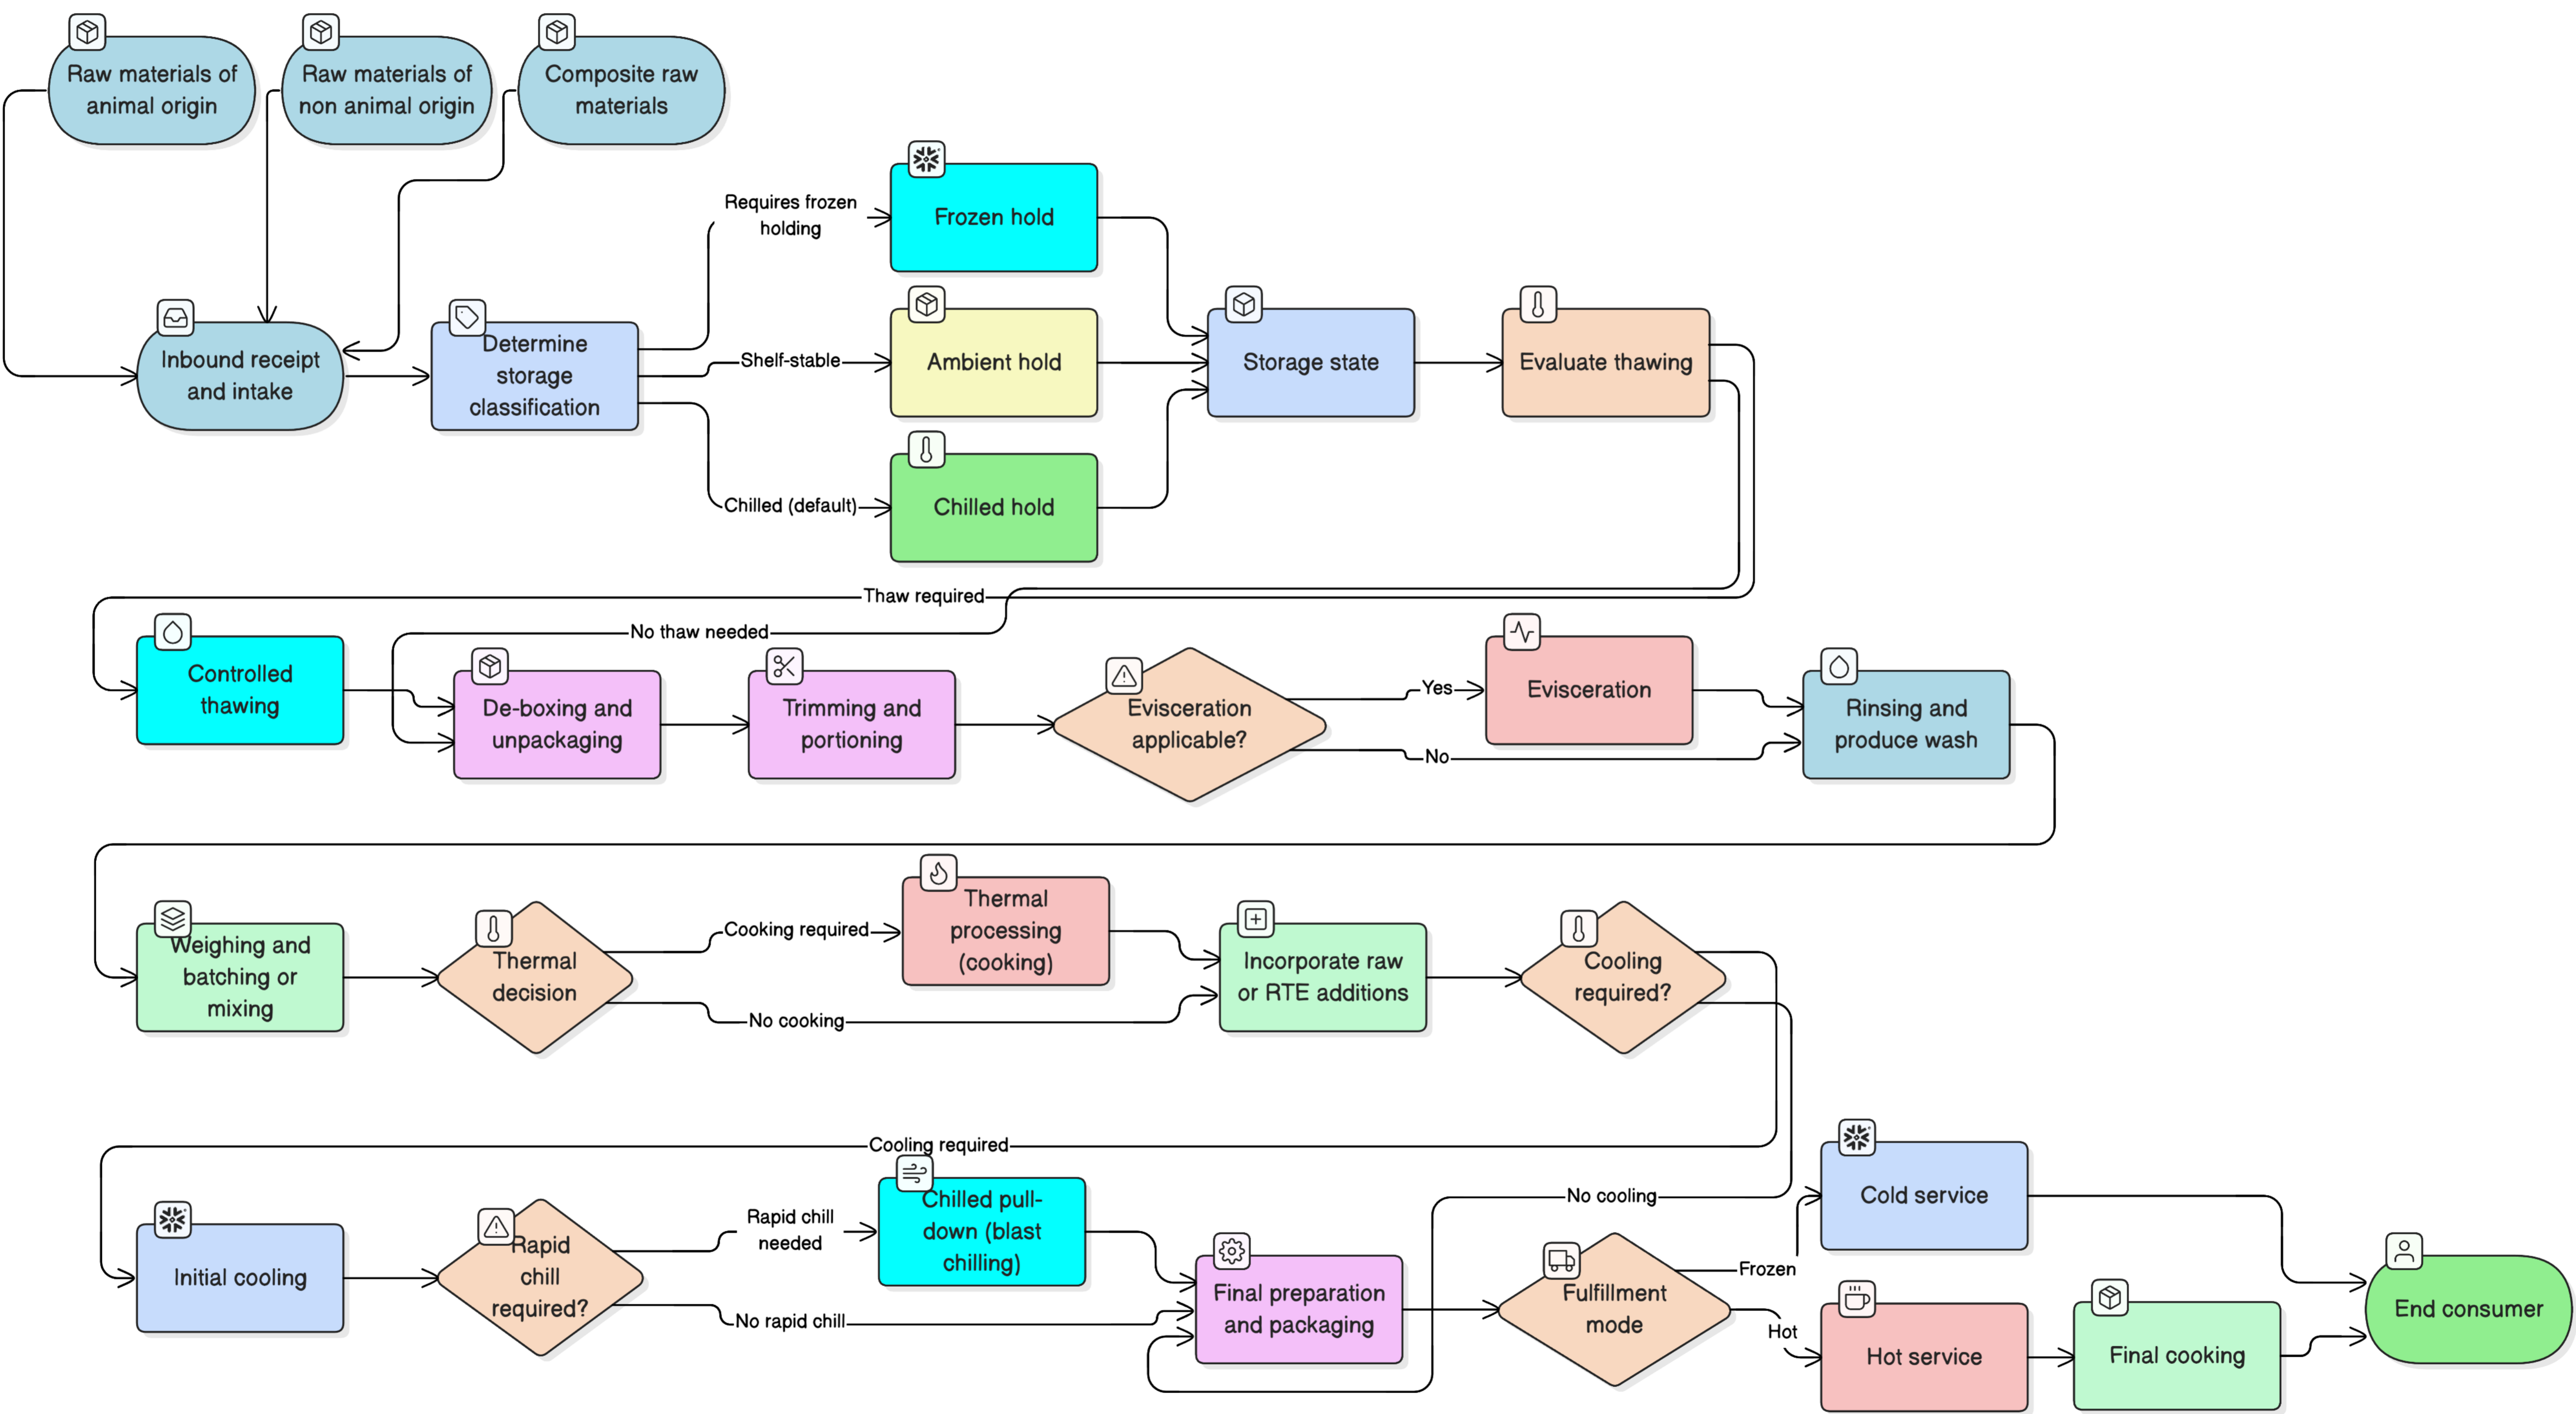 Raw materials of
animal origin
Raw materials of
non animal origin
Composite raw
materials
Requires frozen
holding
Frozen hold
Inbound receipt
and intake
Determine
storage
classification
Shelf-stable
Ambient hold
Storage state
Evaluate thawing
Chilled (default)
Chilled hold
Thaw required
No thaw needed
Controlled
thawing
De-boxing and
unpackaging
Trimming and
portioning
Evisceration
applicable?
Yes
Evisceration
No
Rinsing and
produce wash
Weighing and
batching or
mixing
Thermal
decision
Cooking required
Thermal
processing
(cooking)
No cooking
Incorporate raw
or RTE additions
Cooling
required?
Cooling required
No cooling
Initial cooling
Rapid
chill
required?
Rapid chill
needed
Chilled pull-
down (blast
chilling)
No rapid chill
Final preparation
and packaging
Fulfillment
mode
Frozen
Cold service
Hot
Hot service
Final cooking
End consumer